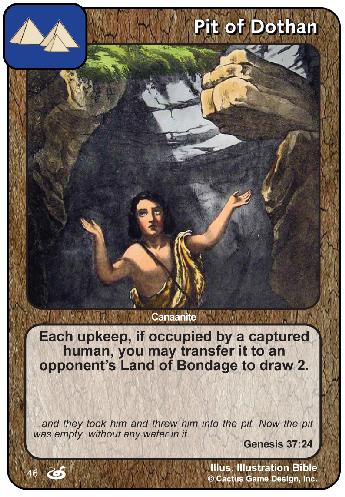 Pit of Dothan
Canaanite
Each upkeep, if occupied by a captured
human, you may transfer it to an
opponent's Land of Bondage to draw 2.
...and they took him and threw him into the pit. Now the pit
was empty, without any water in it.
Genesis 37:24
46
Illus. Illustration Bible
© Cactus Game Design, Inc.